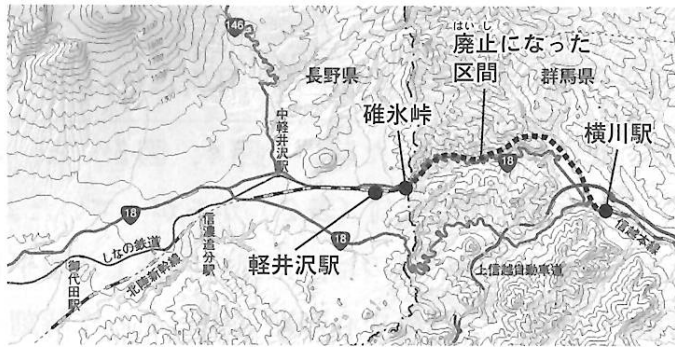 146
はいし
廃止になった
区間
長野県
群馬県
碓氷峠
中軽井沢駅
横川駅
18
18
しなの鉄道
信濃追分駅
軽井沢駅
18
信越本線
御代田駅
北陸新幹線
上信越自動車道